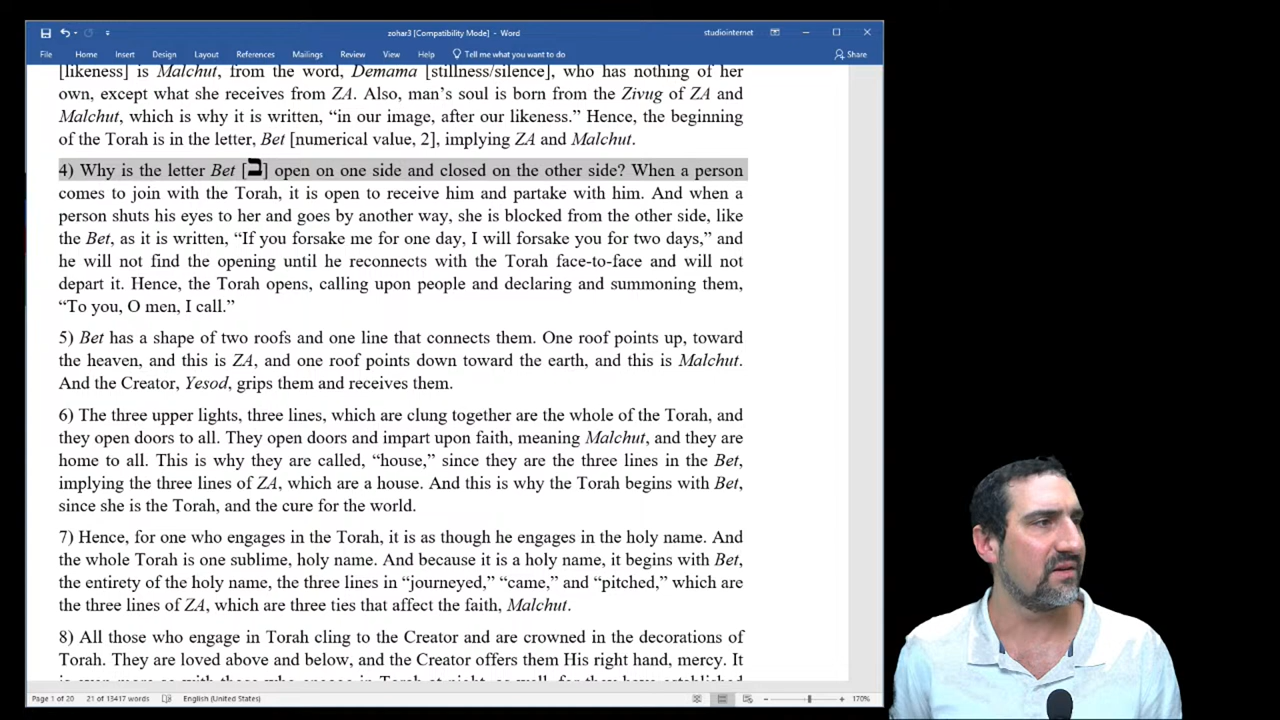 zohar3 [Compatibility Mode] - Word
studiointernet
File Home Insert Design Layout References Mailings Review View Help Tell me what you want to do Share
[likeness] is Malchut, from the word, Demama [stillness/silence], who has nothing of her
own, except what she receives from ZA. Also, man’s soul is born from the Zivug of ZA and
Malchut, which is why it is written, “in our image, after our likeness.” Hence, the beginning
of the Torah is in the letter, Bet [numerical value, 2], implying ZA and Malchut.
4) Why is the letter Bet [ב] open on one side and closed on the other side? When a person
comes to join with the Torah, it is open to receive him and partake with him. And when a
person shuts his eyes to her and goes by another way, she is blocked from the other side, like
the Bet, as it is written, “If you forsake me for one day, I will forsake you for two days,” and
he will not find the opening until he reconnects with the Torah face-to-face and will not
depart it. Hence, the Torah opens, calling upon people and declaring and summoning them,
“To you, O men, I call.”
5) Bet has a shape of two roofs and one line that connects them. One roof points up, toward
the heaven, and this is ZA, and one roof points down toward the earth, and this is Malchut.
And the Creator, Yesod, grips them and receives them.
6) The three upper lights, three lines, which are clung together are the whole of the Torah, and
they open doors to all. They open doors and impart upon faith, meaning Malchut, and they are
home to all. This is why they are called, “house,” since they are the three lines in the Bet,
implying the three lines of ZA, which are a house. And this is why the Torah begins with Bet,
since she is the Torah, and the cure for the world.
7) Hence, for one who engages in the Torah, it is as though he engages in the holy name. And
the whole Torah is one sublime, holy name. And because it is a holy name, it begins with Bet,
the entirety of the holy name, the three lines in “journeyed,” “came,” and “pitched,” which are
the three lines of ZA, which are three ties that affect the faith, Malchut.
8) All those who engage in Torah cling to the Creator and are crowned in the decorations of
Torah. They are loved above and below, and the Creator offers them His right hand, mercy. It
Page 1 of 20 21 of 13417 words English (United States) 170%